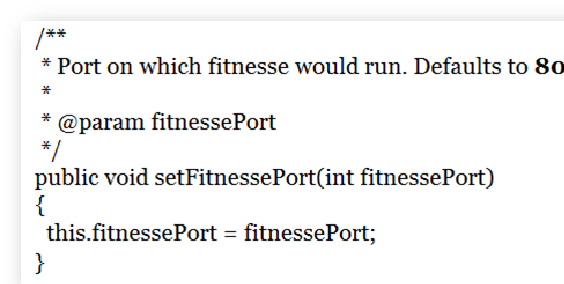 /**
* Port on which fitnesse would run. Defaults to 80
*
* @param fitnessePort
*/
public void setFitnessePort(int fitnessePort)
{
this.fitnessePort = fitnessePort;
}